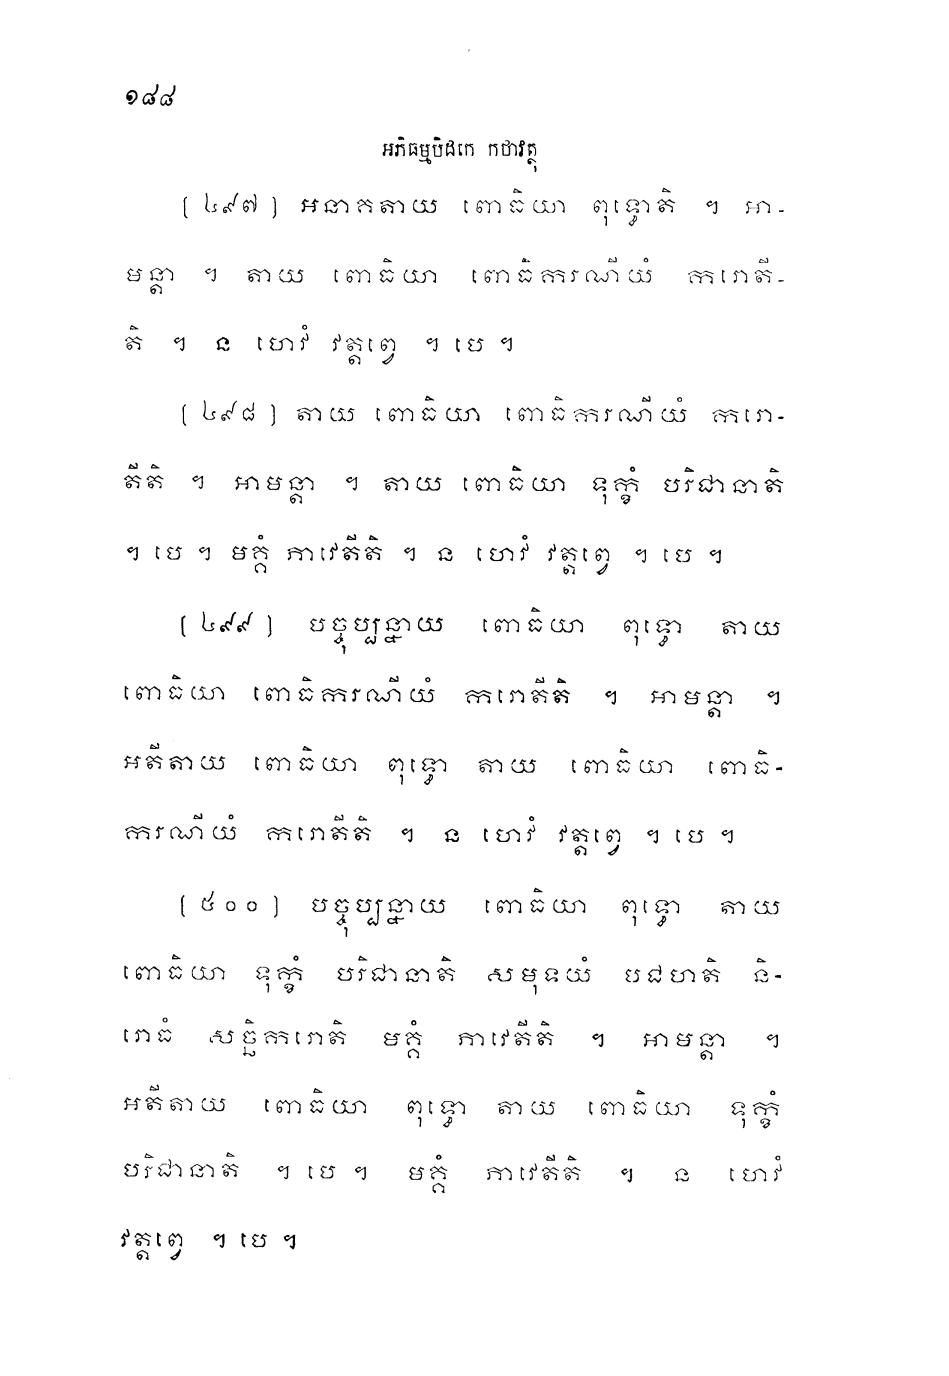 ១៨៨
អភិធម្មបិដកេ កថាវត្ថុ
[៤៩៧] អនាគតាយ ពោធិយា ពុទ្ធោតិ ។ អា-
មន្តា ។ តាយ ពោធិយា ពោធិករណីយំ ករោតី-
តិ ។ ន ហេវំ វត្តព្វេ ។ បេ ។
[៤៩៨] តាយ ពោធិយា ពោធិករណីយំ ករោ-
តីតិ ។ អាមន្តា ។ តាយ ពោធិយា ទុក្ខំ បរិជានាតិ
។ បេ ។ មគ្គំ ភាវេតីតិ ។ ន ហេវំ វត្តព្វេ ។ បេ ។
[៤៩៩] បច្ចុប្បន្នាយ ពោធិយា ពុទ្ធោ តាយ
ពោធិយា ពោធិករណីយំ ករោតីតិ ។ អាមន្តា ។
អតីតាយ ពោធិយា ពុទ្ធោ តាយ ពោធិយា ពោធិ-
ករណីយំ ករោតីតិ ។ ន ហេវំ វត្តព្វេ ។ បេ ។
[៥០០] បច្ចុប្បន្នាយ ពោធិយា ពុទ្ធោ តាយ
ពោធិយា ទុក្ខំ បរិជានាតិ សមុទយំ បជហតិ និ-
រោធំ សច្ឆិករោតិ មគ្គំ ភាវេតីតិ ។ អាមន្តា ។
អតីតាយ ពោធិយា ពុទ្ធោ តាយ ពោធិយា ទុក្ខំ
បរិជានាតិ ។ បេ ។ មគ្គំ ភាវេតីតិ ។ ន ហេវំ
វត្តព្វេ ។ បេ ។